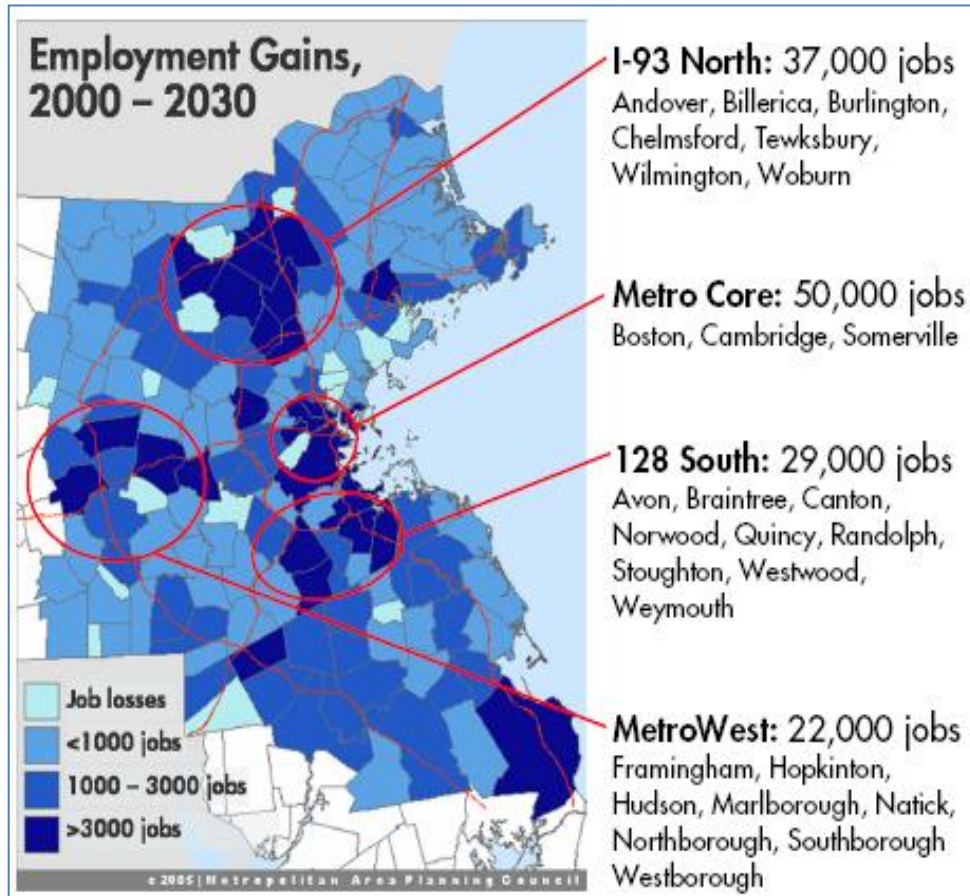 Employment Gains,
2000 – 2030
I-93 North: 37,000 jobs
Andover, Billerica, Burlington,
Chelmsford, Tewksbury,
Wilmington, Woburn
Metro Core: 50,000 jobs
Boston, Cambridge, Somerville
128 South: 29,000 jobs
Avon, Braintree, Canton,
Norwood, Quincy, Randolph,
Stoughton, Westwood,
Weymouth
MetroWest: 22,000 jobs
Framingham, Hopkinton,
Hudson, Marlborough, Natick,
Northborough, Southborough
Westborough
Job losses
<1000 jobs
1000 – 3000 jobs
>3000 jobs
©2005 | Metropolitan Area Planning Council